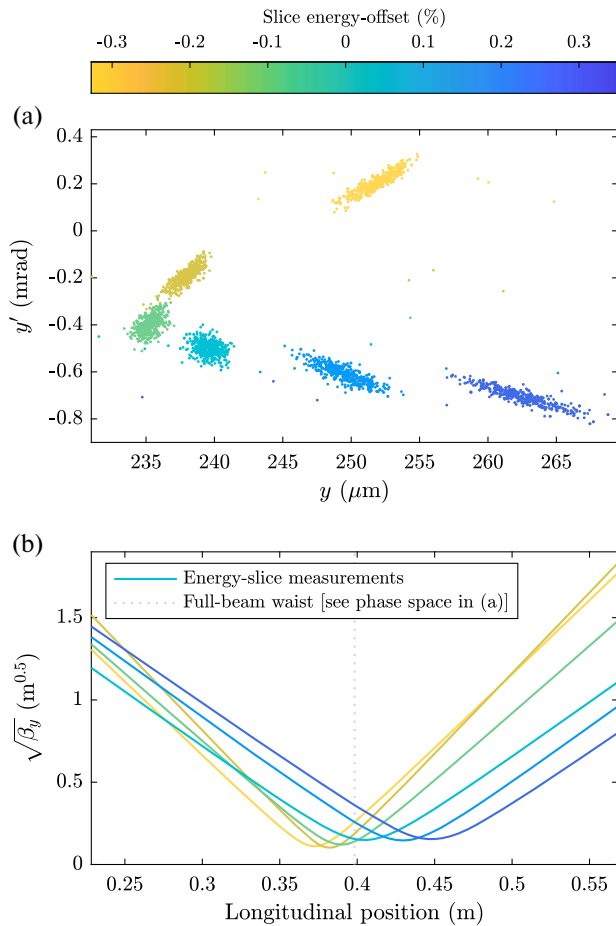 Slice energy-offset (%)
-0.3 -0.2 -0.1 0 0.1 0.2 0.3
(a)
0.4
0.2
0
-0.2
-0.4
-0.6
-0.8
y′ (mrad)
235 240 245 250 255 260 265
y (μm)
(b)
Energy-slice measurements
Full-beam waist [see phase space in (a)]
1.5
1
0.5
0
√βy (m^0.5)
0.25 0.3 0.35 0.4 0.45 0.5 0.55
Longitudinal position (m)